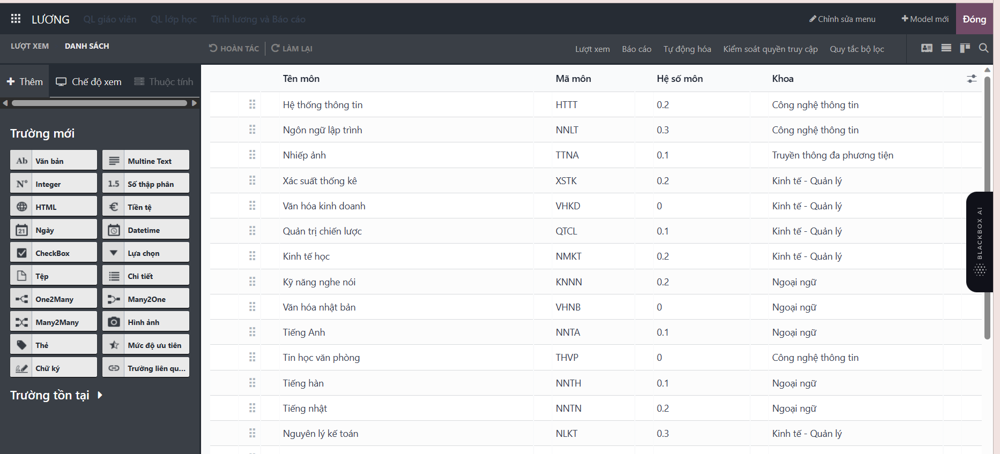 LƯƠNG QL giáo viên QL lớp học Tính lương và Báo cáo Chỉnh sửa menu Model mới Đóng
LƯỢT XEM DANH SÁCH HOÀN TÁC LÀM LẠI Lượt xem Báo cáo Tự động hóa Kiểm soát quyền truy cập Quy tắc bộ lọc
Thêm Chế độ xem Thuộc tính
Trường mới
Ab Văn bản Multine Text
N° Integer 1.5 Số thập phân
HTML € Tiền tệ
21 Ngày Datetime
CheckBox Lựa chọn
Tệp Chi tiết
One2Many Many2One
Many2Many Hình ảnh
Thẻ Mức độ ưu tiên
Chữ ký Trường liên qu...
Trường tồn tại
Tên môn Mã môn Hệ số môn Khoa
Hệ thống thông tin HTTT 0.2 Công nghệ thông tin
Ngôn ngữ lập trình NNLT 0.3 Công nghệ thông tin
Nhiếp ảnh TTNA 0.1 Truyền thông đa phương tiện
Xác suất thống kê XSTK 0.2 Kinh tế - Quản lý
Văn hóa kinh doanh VHKD 0 Kinh tế - Quản lý
Quản trị chiến lược QTCL 0.1 Kinh tế - Quản lý
Kinh tế học NMKT 0.2 Kinh tế - Quản lý
Kỹ năng nghe nói KNNN 0.2 Ngoại ngữ
Văn hóa nhật bản VHNB 0 Ngoại ngữ
Tiếng Anh NNTA 0.1 Ngoại ngữ
Tin học văn phòng THVP 0 Công nghệ thông tin
Tiếng hàn NNTH 0.1 Ngoại ngữ
Tiếng nhật NNTN 0.2 Ngoại ngữ
Nguyên lý kế toán NLKT 0.3 Kinh tế - Quản lý
BLACKBOX AI